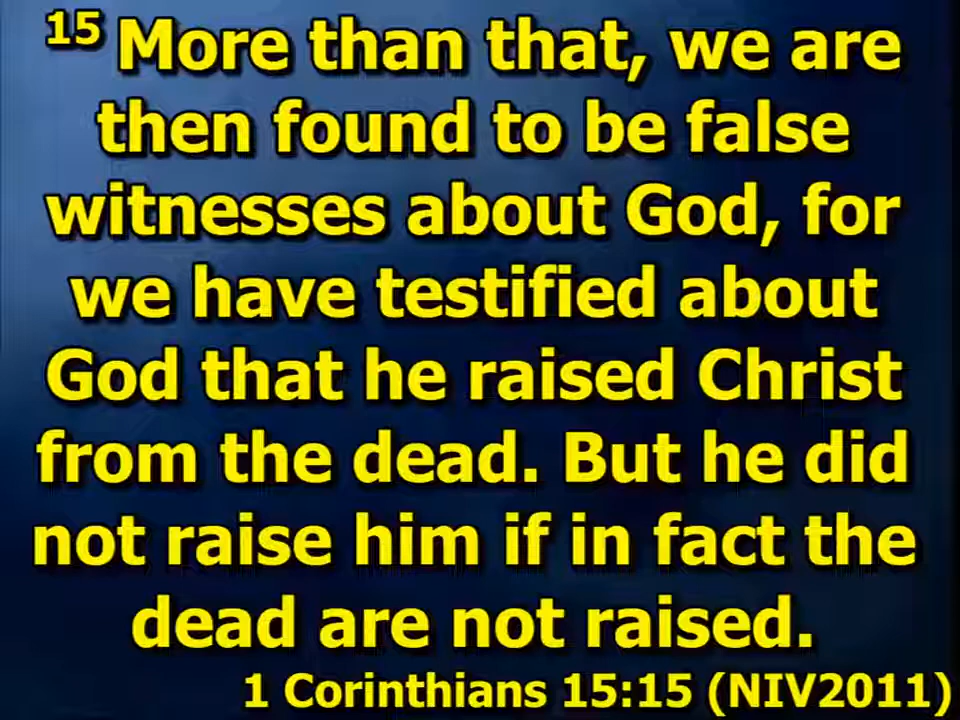 15 More than that, we are
then found to be false
witnesses about God, for
we have testified about
God that he raised Christ
from the dead. But he did
not raise him if in fact the
dead are not raised.
1 Corinthians 15:15 (NIV2011)